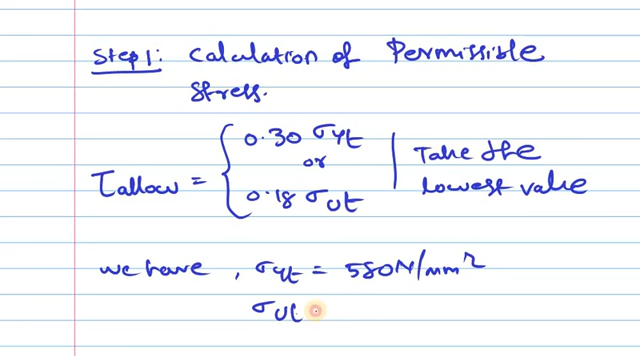 Step 1: Calculation of Permissible
stress.
τallow = { 0.30 σyt
or
0.18 σut | Take the
lowest value
we have, σyt = 580N/mm²
σut